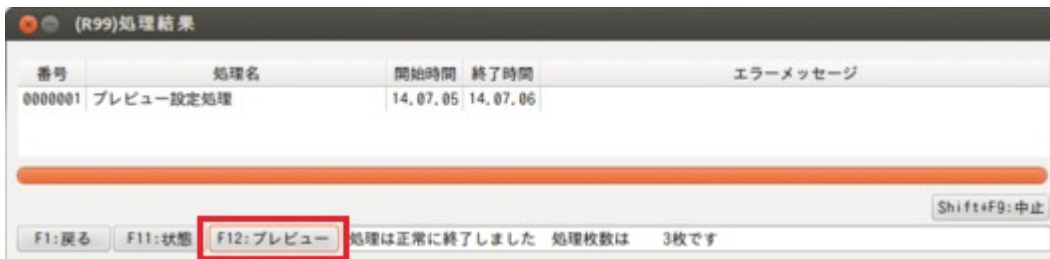 (R99)処理結果
番号 処理名 開始時間 終了時間 エラーメッセージ
0000001 プレビュー設定処理 14.07.05 14.07.06
Shift+F9:中止
F1:戻る F11:状態 F12:プレビュー 処理は正常に終了しました 処理枚数は 3枚です